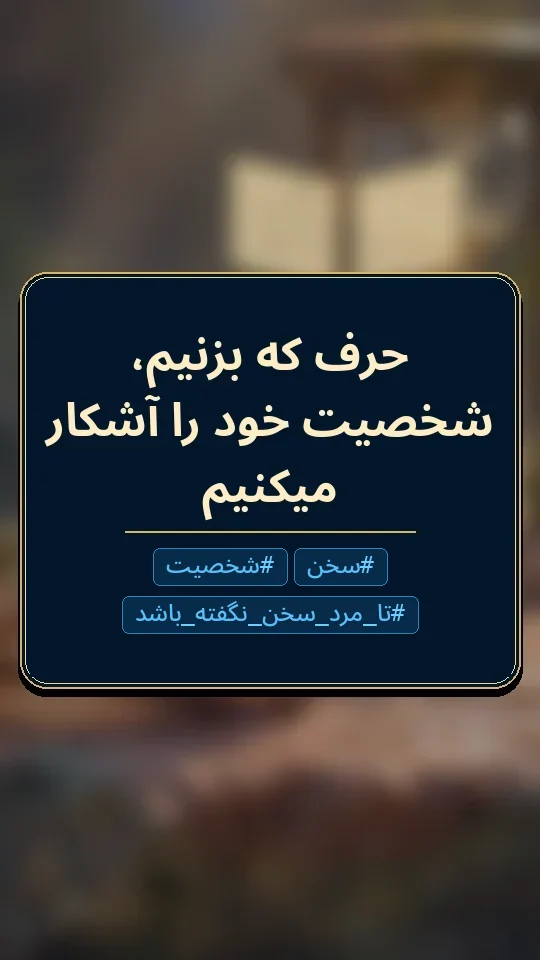 حرف که بزنیم،
شخصیت خود را آشکار
میکنیم
#سخن #شخصیت
#تا_مرد_سخن_نگفته_باشد